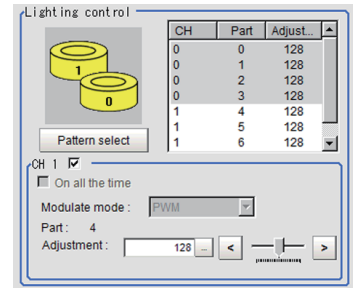 Lighting control
CH Part Adjust...
0 0 128
0 1 128
0 2 128
0 3 128
1 4 128
1 5 128
1 6 128
1
0
Pattern select
CH 1
On all the time
Modulate mode : PWM
Part : 4
Adjustment : 128 ... < >